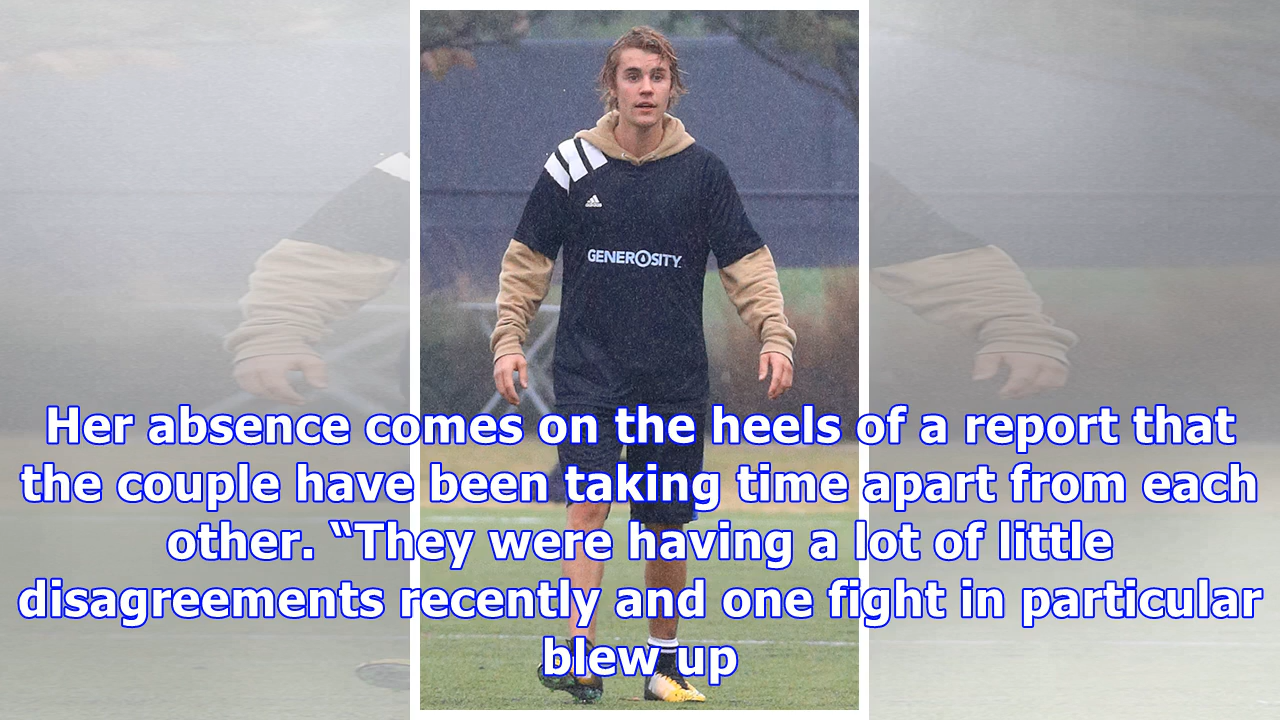 adidas
GENEROSITY
Her absence comes on the heels of a report that
the couple have been taking time apart from each
other. “They were having a lot of little
disagreements recently and one fight in particular
blew up